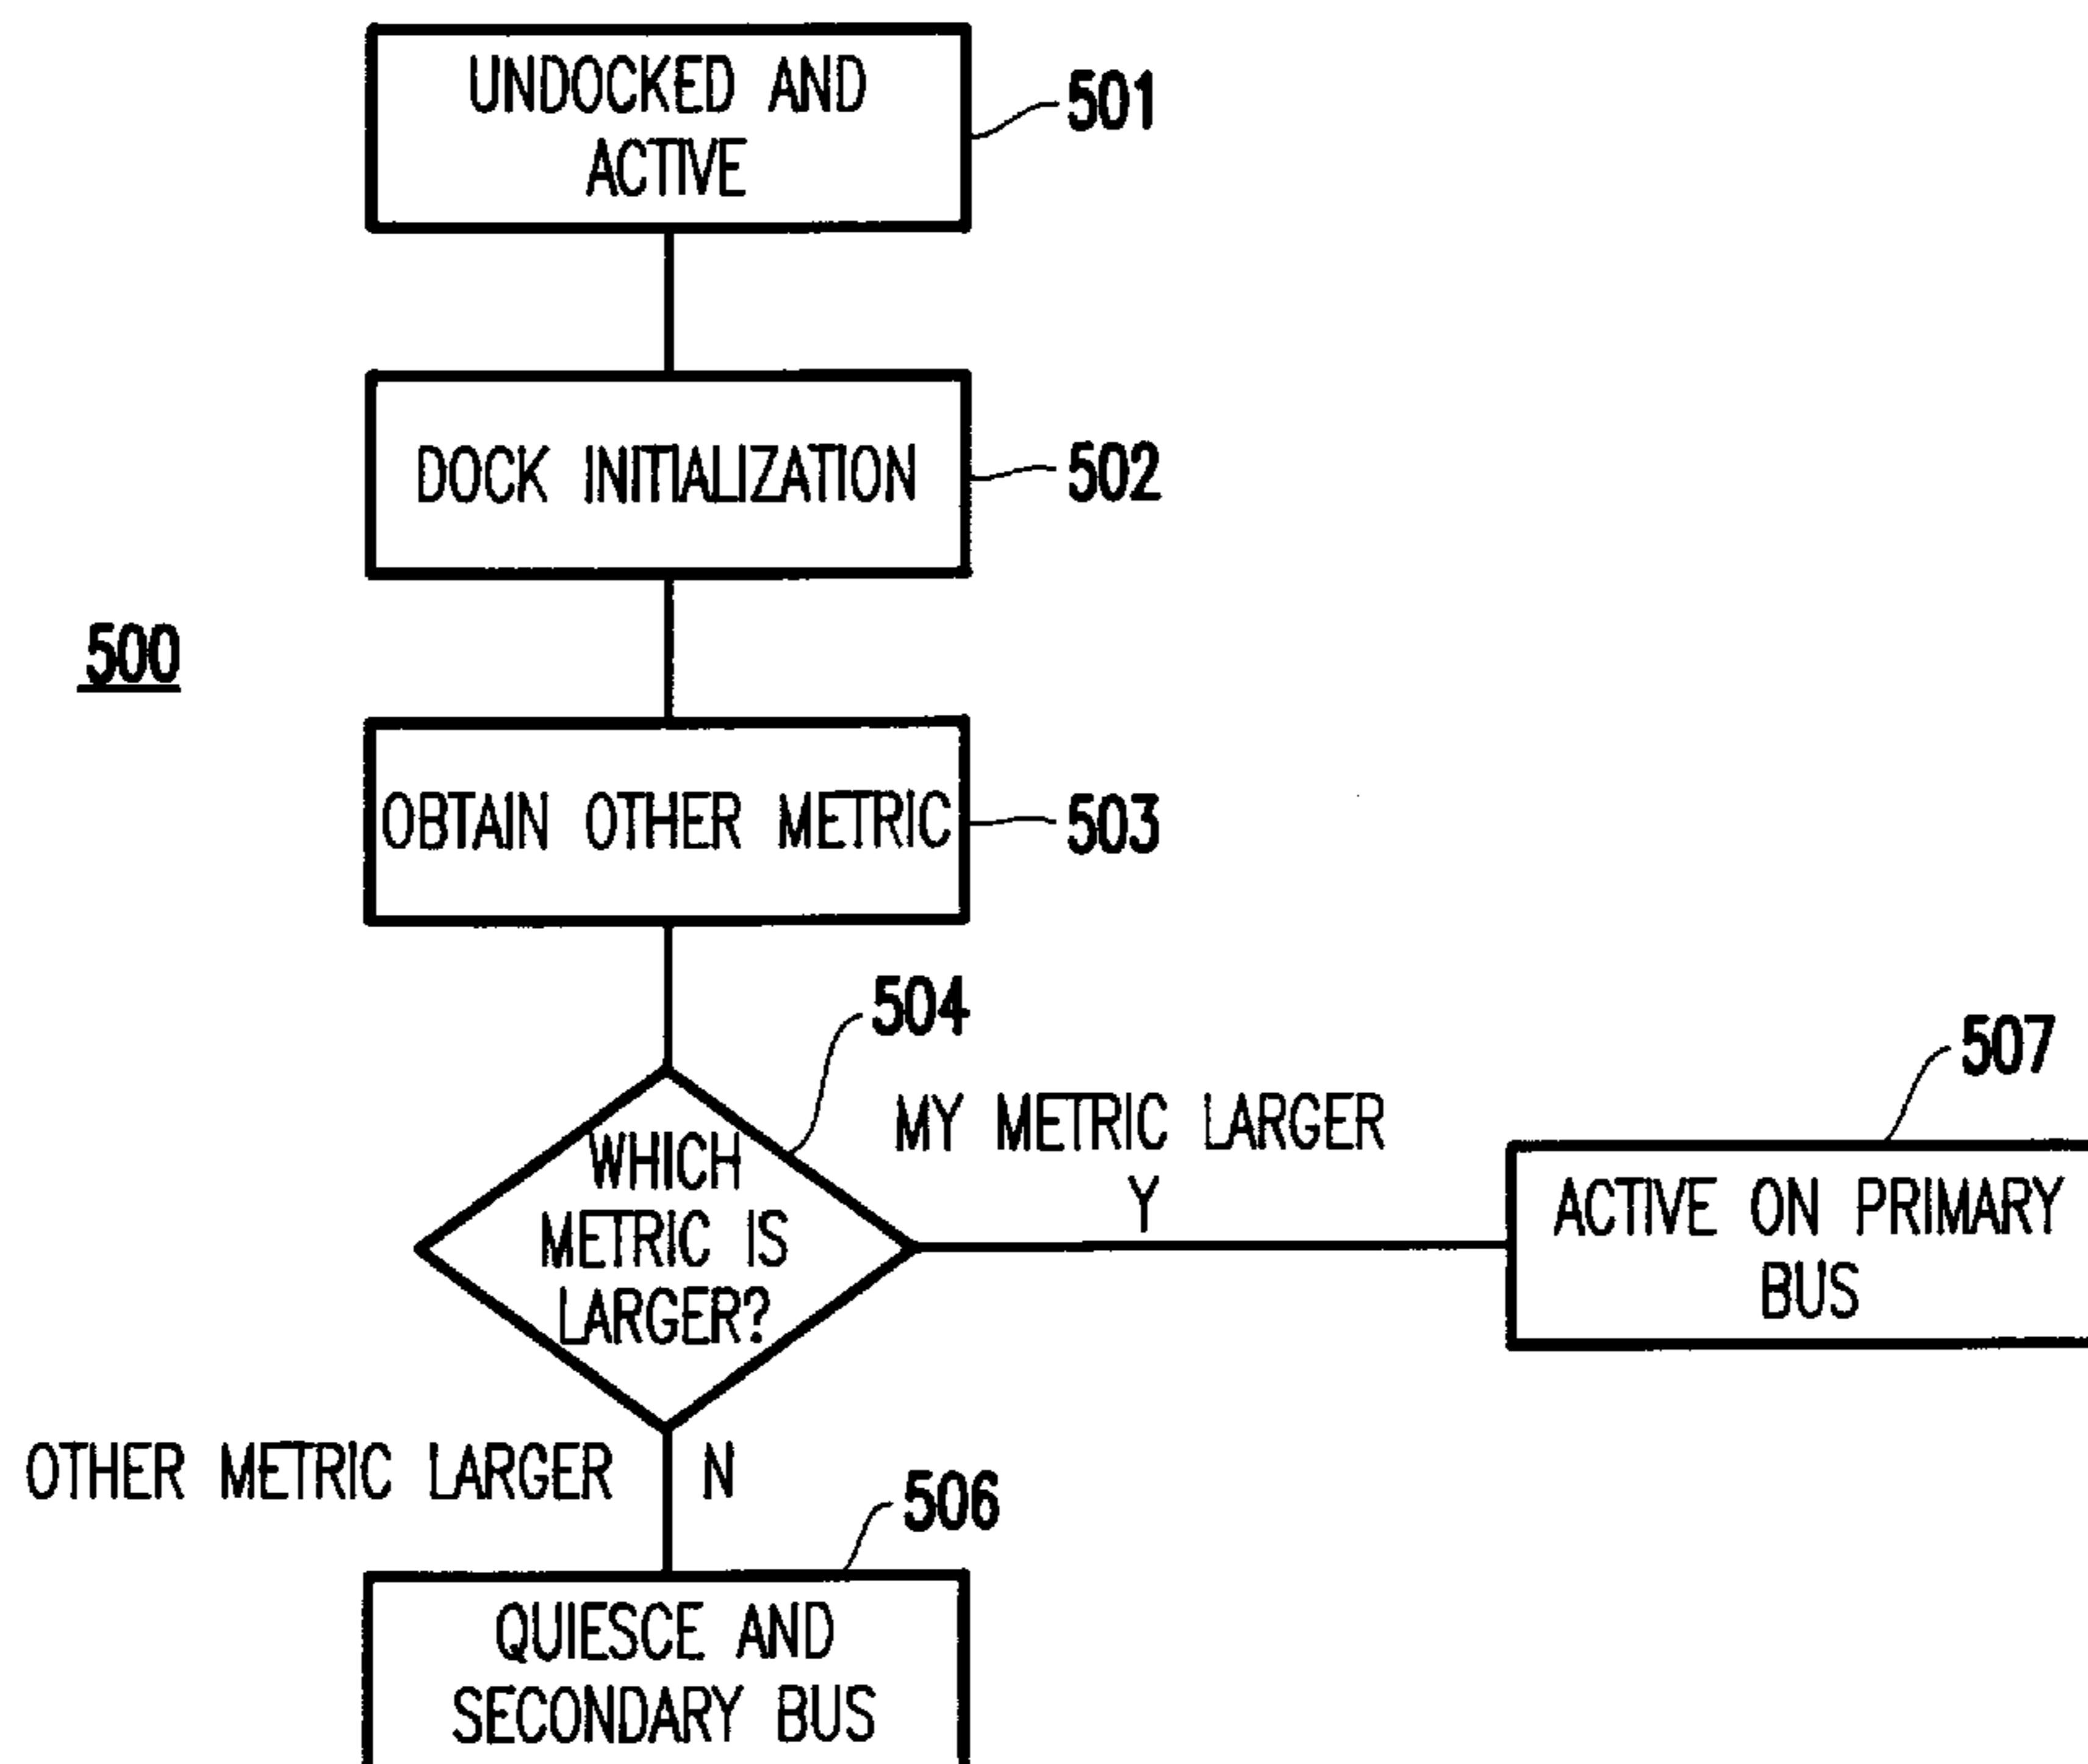 UNDOCKED AND
ACTIVE
501
DOCK INITIALIZATION
502
500
OBTAIN OTHER METRIC
503
504
WHICH
METRIC IS
LARGER?
MY METRIC LARGER
Y
507
ACTIVE ON PRIMARY
BUS
OTHER METRIC LARGER N
506
QUIESCE AND
SECONDARY BUS